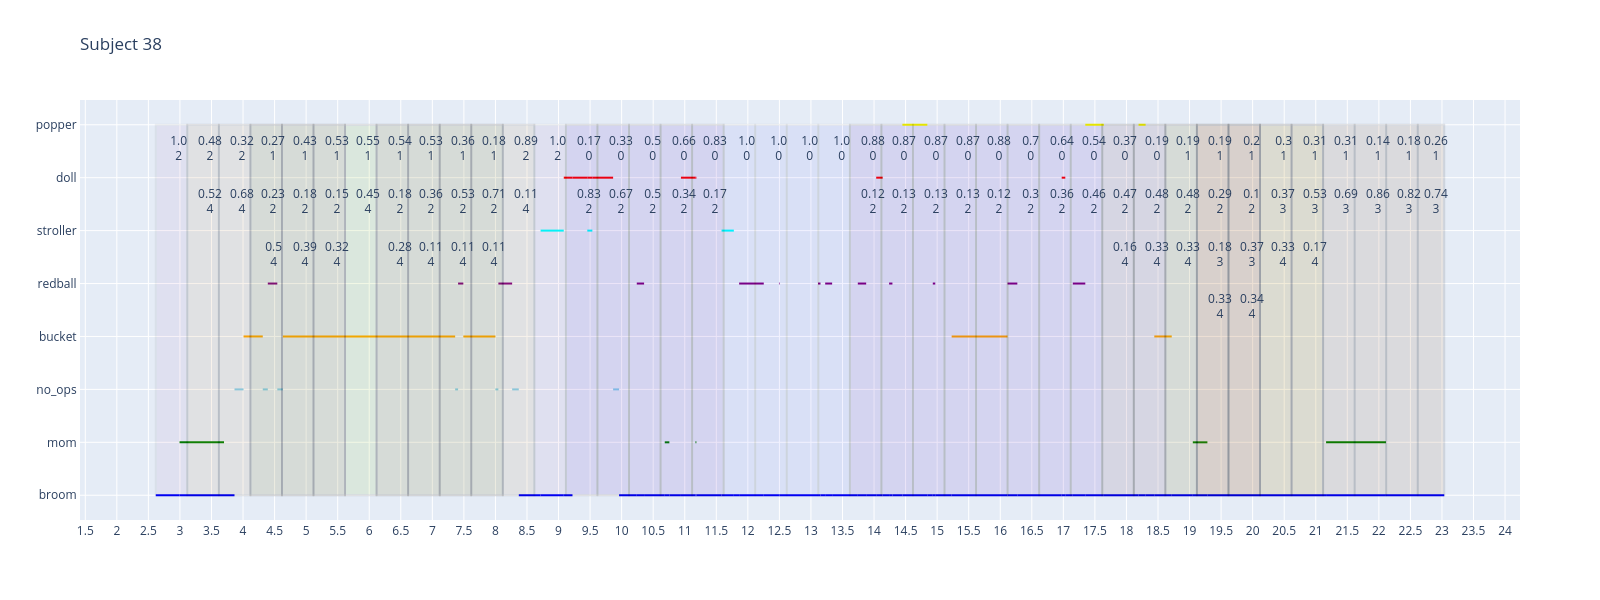 Subject 38
popper
1.0 0.48 0.32 0.27 0.43 0.53 0.55 0.54 0.53 0.36 0.18 0.89 1.0 0.17 0.33 0.5 0.66 0.83 1.0 1.0 1.0 1.0 0.88 0.87 0.87 0.87 0.88 0.7 0.64 0.54 0.37 0.19 0.19 0.19 0.2 0.3 0.31 0.31 0.14 0.18 0.26
2 2 2 1 1 1 1 1 1 1 1 2 2 0 0 0 0 0 0 0 0 0 0 0 0 0 0 0 0 0 0 0 1 1 1 1 1 1 1 1 1
doll
0.52 0.68 0.23 0.18 0.15 0.45 0.18 0.36 0.53 0.71 0.11 0.83 0.67 0.5 0.34 0.17 0.12 0.13 0.13 0.13 0.12 0.3 0.36 0.46 0.47 0.48 0.48 0.29 0.1 0.37 0.53 0.69 0.86 0.82 0.74
4 4 2 2 2 4 2 2 2 2 4 2 2 2 2 2 2 2 2 2 2 2 2 2 2 2 2 2 2 3 3 3 3 3 3
stroller
0.5 0.39 0.32 0.28 0.11 0.11 0.11 0.16 0.33 0.33 0.18 0.37 0.33 0.17
4 4 4 4 4 4 4 4 4 4 3 3 4 4
redball
0.33 0.34
4 4
bucket
no_ops
mom
broom
1.5 2 2.5 3 3.5 4 4.5 5 5.5 6 6.5 7 7.5 8 8.5 9 9.5 10 10.5 11 11.5 12 12.5 13 13.5 14 14.5 15 15.5 16 16.5 17 17.5 18 18.5 19 19.5 20 20.5 21 21.5 22 22.5 23 23.5 24